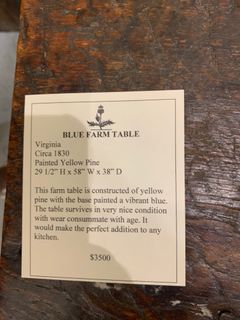 BLUE FARM TABLE
Virginia
Circa 1830
Painted Yellow Pine
29 1/2" H x 58" W x 38" D
This farm table is constructed of yellow
pine with the base painted a vibrant blue.
The table survives in very nice condition
with wear consummate with age. It
would make the perfect addition to any
kitchen.
$3500